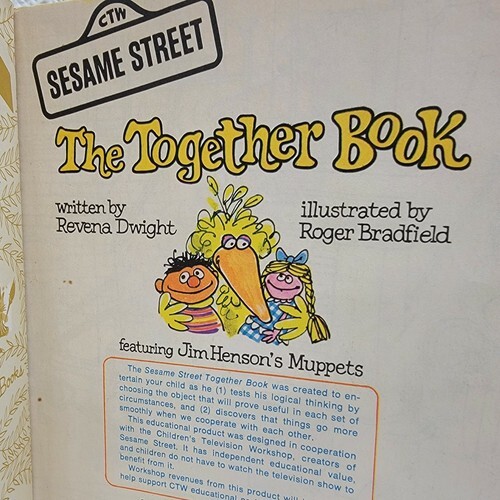 CTW
SESAME STREET
The Together Book
written by
Revena Dwight
illustrated by
Roger Bradfield
featuring Jim Henson's Muppets
The Sesame Street Together Book was created to en-
tertain your child as he (1) tests his logical thinking by
choosing the object that will prove useful in each set of
circumstances, and (2) discovers that things go more
smoothly when we cooperate with each other.
This educational product was designed in cooperation
with the Children's Television Workshop, creators of
Sesame Street. It has independent educational value,
and children do not have to watch the television show to
benefit from it.
Workshop revenues from this product will
help support CTW educational